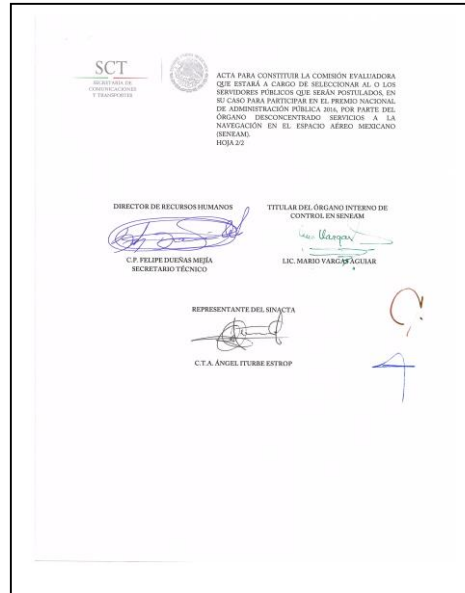 SCT
SECRETARÍA DE
COMUNICACIONES
Y TRANSPORTES
ACTA PARA CONSTITUIR LA COMISIÓN EVALUADORA
QUE ESTARÁ A CARGO DE SELECCIONAR AL O LOS
SERVIDORES PÚBLICOS QUE SERÁN POSTULADOS, EN
SU CASO PARA PARTICIPAR EN EL PREMIO NACIONAL
DE ADMINISTRACIÓN PÚBLICA 2016, POR PARTE DEL
ÓRGANO DESCONCENTRADO SERVICIOS A LA
NAVEGACIÓN EN EL ESPACIO AÉREO MEXICANO
(SENEAM).
HOJA 2/2
DIRECTOR DE RECURSOS HUMANOS
C.P. FELIPE DUEÑAS MEJÍA
SECRETARIO TÉCNICO
TITULAR DEL ÓRGANO INTERNO DE
CONTROL EN SENEAM
LIC. MARIO VARGAS AGUIAR
REPRESENTANTE DEL SINACTA
C.T.A. ÁNGEL ITURBE ESTROP